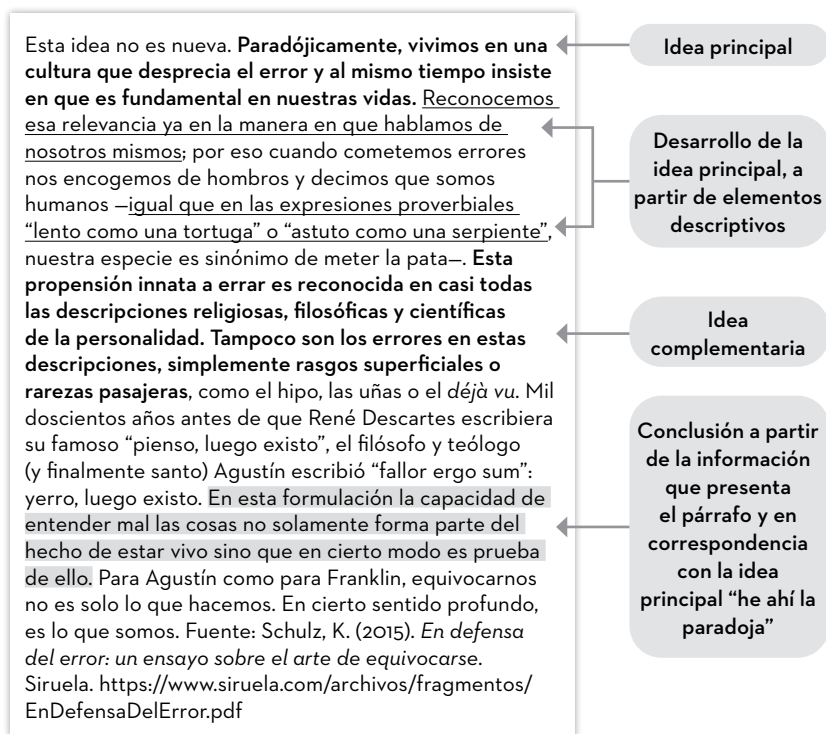 Esta idea no es nueva. Paradójicamente, vivimos en una
cultura que desprecia el error y al mismo tiempo insiste
en que es fundamental en nuestras vidas. Reconocemos
esa relevancia ya en la manera en que hablamos de
nosotros mismos; por eso cuando cometemos errores
nos encogemos de hombros y decimos que somos
humanos —igual que en las expresiones proverbiales
“lento como una tortuga” o “astuto como una serpiente”,
nuestra especie es sinónimo de meter la pata—. Esta
propensión innata a errar es reconocida en casi todas
las descripciones religiosas, filosóficas y científicas
de la personalidad. Tampoco son los errores en estas
descripciones, simplemente rasgos superficiales o
rarezas pasajeras, como el hipo, las uñas o el déjà vu. Mil
doscientos años antes de que René Descartes escribiera
su famoso “pienso, luego existo”, el filósofo y teólogo
(y finalmente santo) Agustín escribió “fallor ergo sum”:
yerro, luego existo. En esta formulación la capacidad de
entender mal las cosas no solamente forma parte del
hecho de estar vivo sino que en cierto modo es prueba
de ello. Para Agustín como para Franklin, equivocarnos
no es solo lo que hacemos. En cierto sentido profundo,
es lo que somos. Fuente: Schulz, K. (2015). En defensa
del error: un ensayo sobre el arte de equivocarse.
Siruela. https://www.siruela.com/archivos/fragmentos/
EnDefensaDelError.pdf
Idea principal
Desarrollo de la
idea principal, a
partir de elementos
descriptivos
Idea
complementaria
Conclusión a partir
de la información
que presenta
el párrafo y en
correspondencia
con la idea
principal “he ahí la
paradoja”